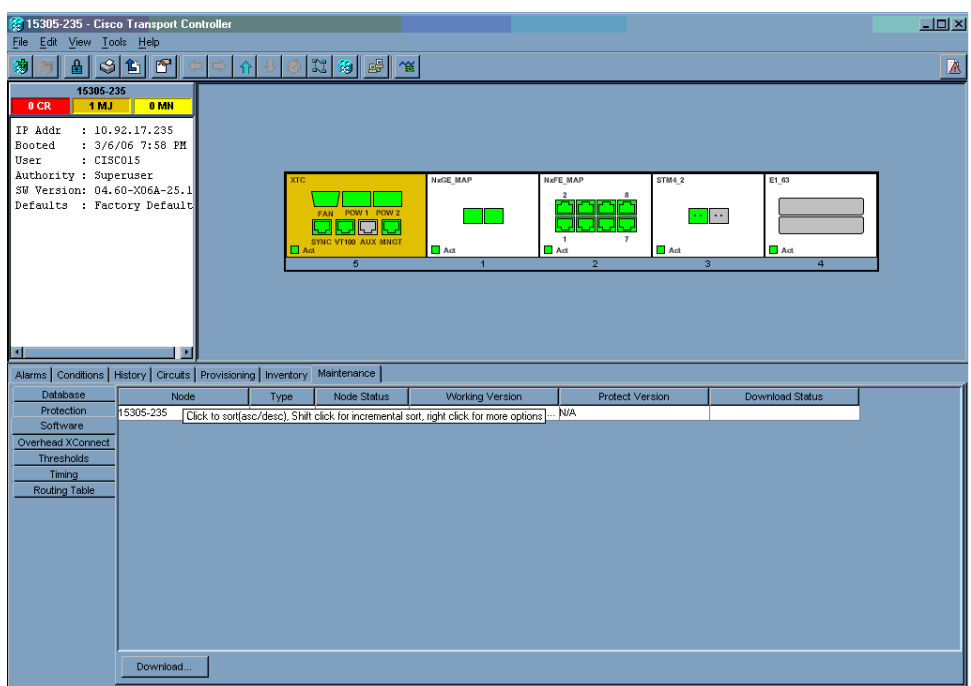 15305-235 - Cisco Transport Controller
File Edit View Tools Help
15305-235
0 CR 1 MJ 0 MN
IP Addr : 10.92.17.235
Booted : 3/6/06 7:58 PM
User : CISCO15
Authority : Superuser
SW Version: 04.60-X06A-25.1
Defaults : Factory Default
XTC NxGE_MAP NxFE_MAP STM4_2 E1_63
2 8
FAN POW 1 POW 2
SYNC VT100 AUX MNGT
1 7
Act Act Act Act Act
5 1 2 3 4
Alarms Conditions History Circuits Provisioning Inventory Maintenance
Database
Protection
Software
Overhead XConnect
Thresholds
Timing
Routing Table
Node Type Node Status Working Version Protect Version Download Status
15305-235 ... N/A
Click to sort(asc/desc), Shift click for incremental sort, right click for more options
Download...